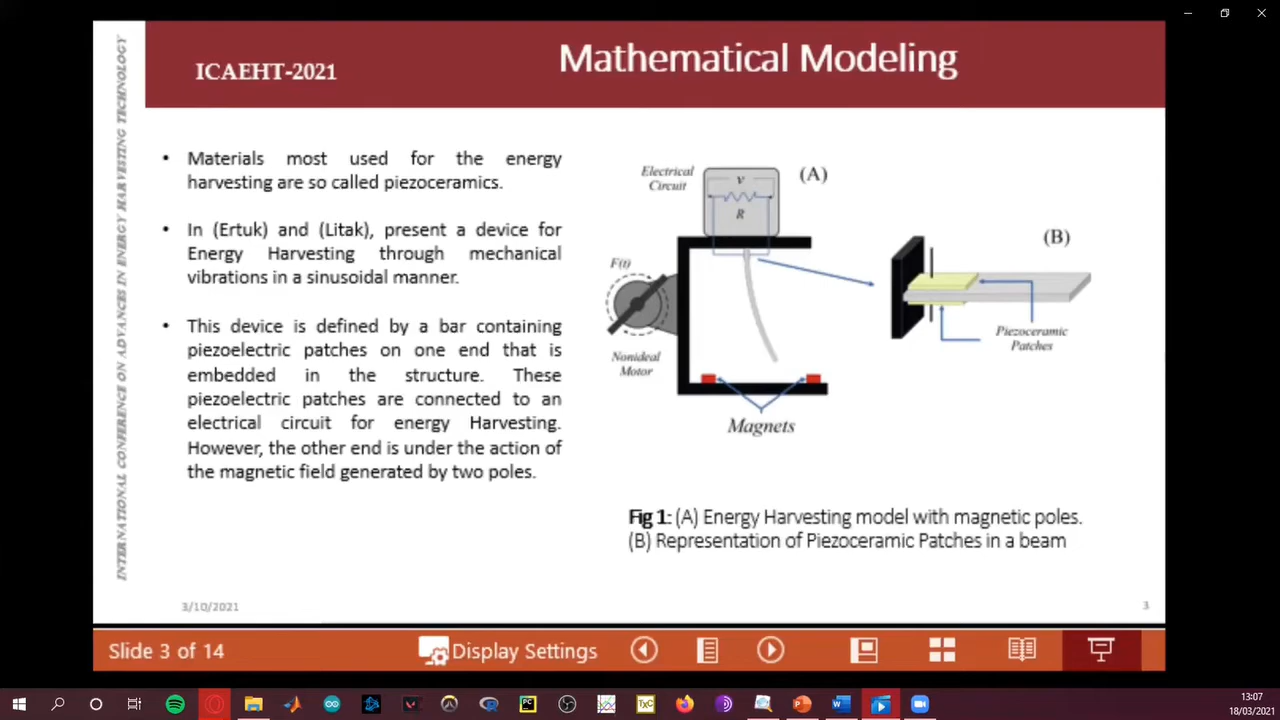 INTERNATIONAL CONFERENCE ON ADVANCES IN ENERGY HARVESTING TECHNOLOGY
ICAEHT-2021
Mathematical Modeling
• Materials most used for the energy
harvesting are so called piezoceramics.
• In (Ertuk) and (Litak), present a device for
Energy Harvesting through mechanical
vibrations in a sinusoidal manner.
• This device is defined by a bar containing
piezoelectric patches on one end that is
embedded in the structure. These
piezoelectric patches are connected to an
electrical circuit for energy Harvesting.
However, the other end is under the action of
the magnetic field generated by two poles.
Electrical
Circuit
v
R
(A)
F(t)
Nonideal
Motor
Magnets
(B)
Piezoceramic
Patches
Fig 1: (A) Energy Harvesting model with magnetic poles.
(B) Representation of Piezoceramic Patches in a beam
3/10/2021
3
Slide 3 of 14
Display Settings
PC
TxC
13:07
18/03/2021